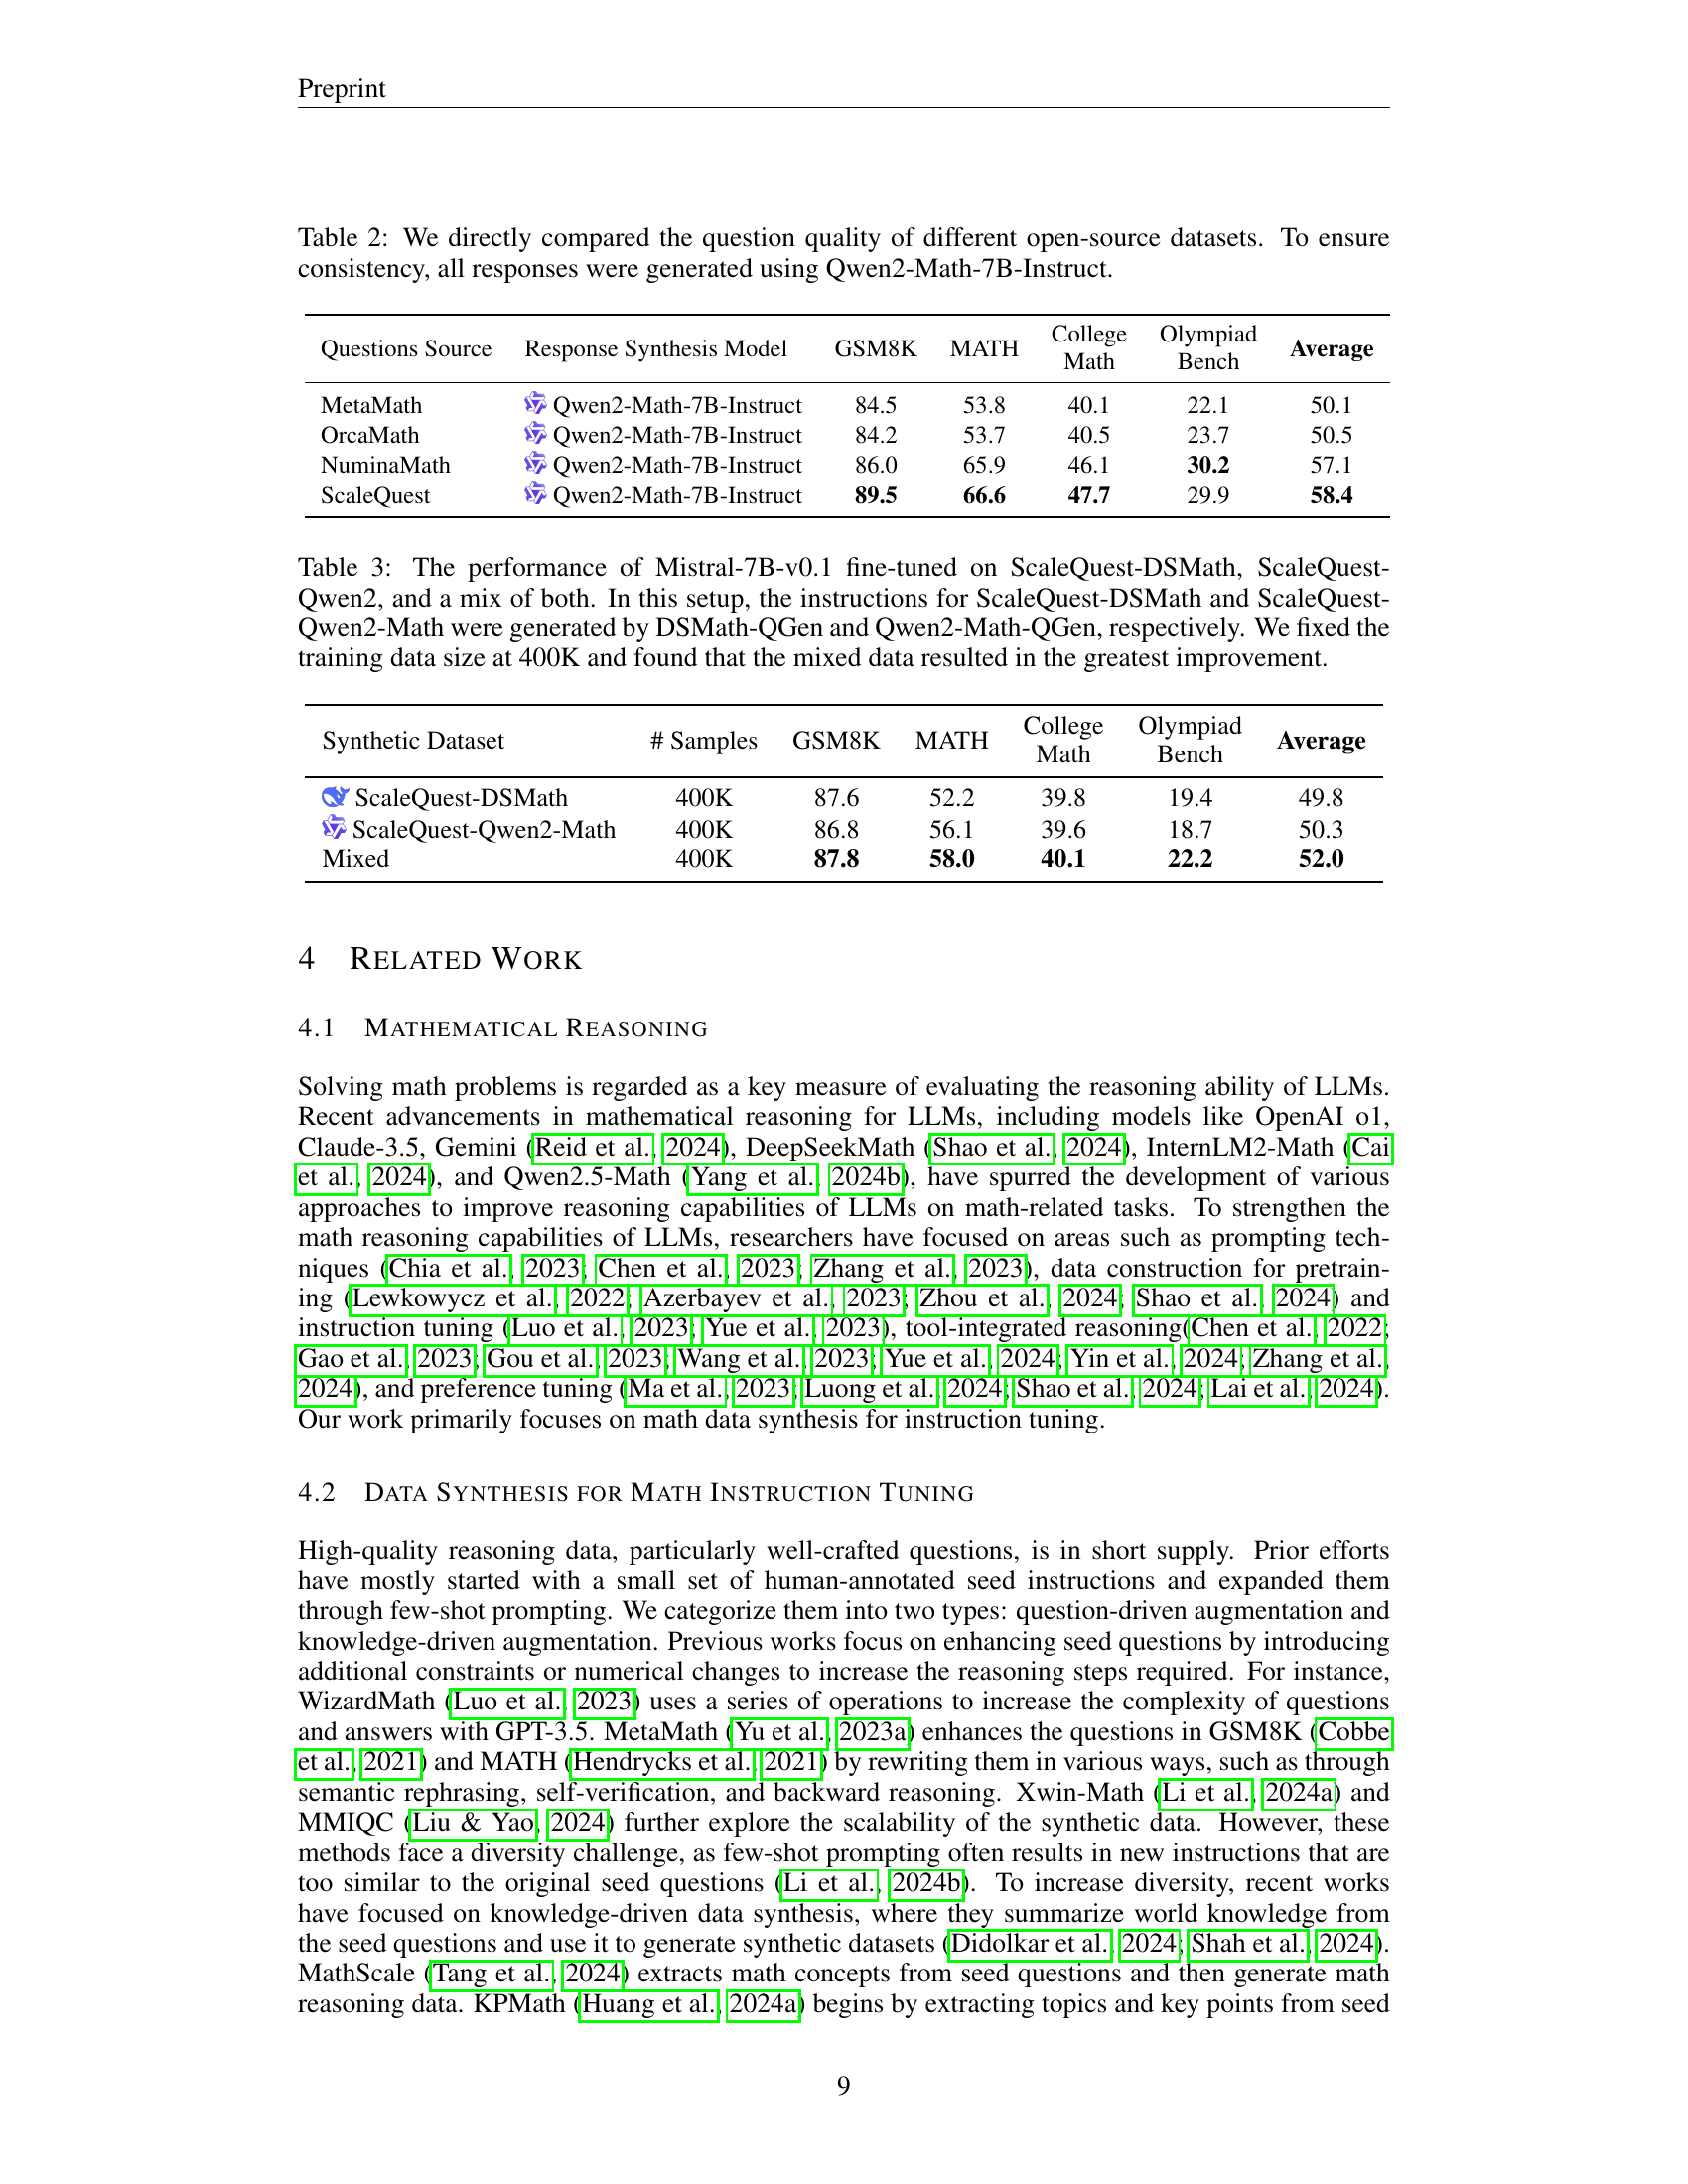 Preprint
Table 2: We directly compared the question quality of different open-source datasets. To ensure
consistency, all responses were generated using Qwen2-Math-7B-Instruct.
Questions Source Response Synthesis Model GSM8K MATH College Math Olympiad Bench Average
MetaMath Qwen2-Math-7B-Instruct 84.5 53.8 40.1 22.1 50.1
OrcaMath Qwen2-Math-7B-Instruct 84.2 53.7 40.5 23.7 50.5
NuminaMath Qwen2-Math-7B-Instruct 86.0 65.9 46.1 30.2 57.1
ScaleQuest Qwen2-Math-7B-Instruct 89.5 66.6 47.7 29.9 58.4
Table 3: The performance of Mistral-7B-v0.1 fine-tuned on ScaleQuest-DSMath, ScaleQuest-
Qwen2, and a mix of both. In this setup, the instructions for ScaleQuest-DSMath and ScaleQuest-
Qwen2-Math were generated by DSMath-QGen and Qwen2-Math-QGen, respectively. We fixed the
training data size at 400K and found that the mixed data resulted in the greatest improvement.
Synthetic Dataset # Samples GSM8K MATH College Math Olympiad Bench Average
ScaleQuest-DSMath 400K 87.6 52.2 39.8 19.4 49.8
ScaleQuest-Qwen2-Math 400K 86.8 56.1 39.6 18.7 50.3
Mixed 400K 87.8 58.0 40.1 22.2 52.0
4 RELATED WORK
4.1 MATHEMATICAL REASONING
Solving math problems is regarded as a key measure of evaluating the reasoning ability of LLMs.
Recent advancements in mathematical reasoning for LLMs, including models like OpenAI o1,
Claude-3.5, Gemini (Reid et al., 2024), DeepSeekMath (Shao et al., 2024), InternLM2-Math (Cai
et al., 2024), and Qwen2.5-Math (Yang et al., 2024b), have spurred the development of various
approaches to improve reasoning capabilities of LLMs on math-related tasks. To strengthen the
math reasoning capabilities of LLMs, researchers have focused on areas such as prompting tech-
niques (Chia et al., 2023; Chen et al., 2023; Zhang et al., 2023), data construction for pretrain-
ing (Lewkowycz et al., 2022; Azerbayev et al., 2023; Zhou et al., 2024; Shao et al., 2024) and
instruction tuning (Luo et al., 2023; Yue et al., 2023), tool-integrated reasoning(Chen et al., 2022;
Gao et al., 2023; Gou et al., 2023; Wang et al., 2023; Yue et al., 2024; Yin et al., 2024; Zhang et al.,
2024), and preference tuning (Ma et al., 2023; Luong et al., 2024; Shao et al., 2024; Lai et al., 2024).
Our work primarily focuses on math data synthesis for instruction tuning.
4.2 DATA SYNTHESIS FOR MATH INSTRUCTION TUNING
High-quality reasoning data, particularly well-crafted questions, is in short supply. Prior efforts
have mostly started with a small set of human-annotated seed instructions and expanded them
through few-shot prompting. We categorize them into two types: question-driven augmentation and
knowledge-driven augmentation. Previous works focus on enhancing seed questions by introducing
additional constraints or numerical changes to increase the reasoning steps required. For instance,
WizardMath (Luo et al., 2023) uses a series of operations to increase the complexity of questions
and answers with GPT-3.5. MetaMath (Yu et al., 2023a) enhances the questions in GSM8K (Cobbe
et al., 2021) and MATH (Hendrycks et al., 2021) by rewriting them in various ways, such as through
semantic rephrasing, self-verification, and backward reasoning. Xwin-Math (Li et al., 2024a) and
MMIQC (Liu & Yao, 2024) further explore the scalability of the synthetic data. However, these
methods face a diversity challenge, as few-shot prompting often results in new instructions that are
too similar to the original seed questions (Li et al., 2024b). To increase diversity, recent works
have focused on knowledge-driven data synthesis, where they summarize world knowledge from
the seed questions and use it to generate synthetic datasets (Didolkar et al., 2024; Shah et al., 2024).
MathScale (Tang et al., 2024) extracts math concepts from seed questions and then generate math
reasoning data. KPMath (Huang et al., 2024a) begins by extracting topics and key points from seed
9